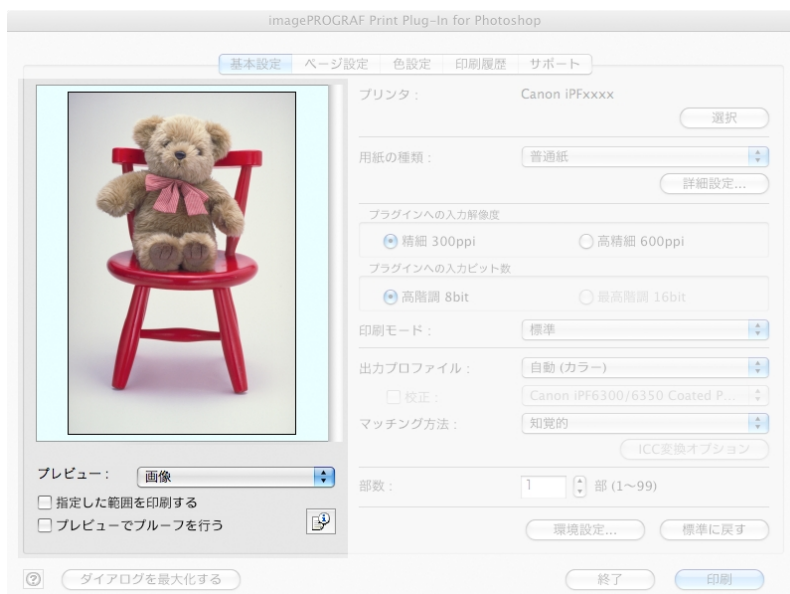 imagePROGRAF Print Plug-In for Photoshop
基本設定 ページ設定 色設定 印刷履歴 サポート
プリンタ : Canon iPFxxxx
選択
用紙の種類 : 普通紙
詳細設定...
プラグインへの入力解像度
精細 300ppi 高精細 600ppi
プラグインへの入力ビット数
高階調 8bit 最高階調 16bit
印刷モード : 標準
出力プロファイル : 自動 (カラー)
校正 : Canon iPF6300/6350 Coated P...
マッチング方法 : 知覚的
ICC変換オプション
プレビュー : 画像
指定した範囲を印刷する
プレビューでプルーフを行う
部数 : 1 部 (1~99)
環境設定... 標準に戻す
? ダイアログを最大化する 終了 印刷